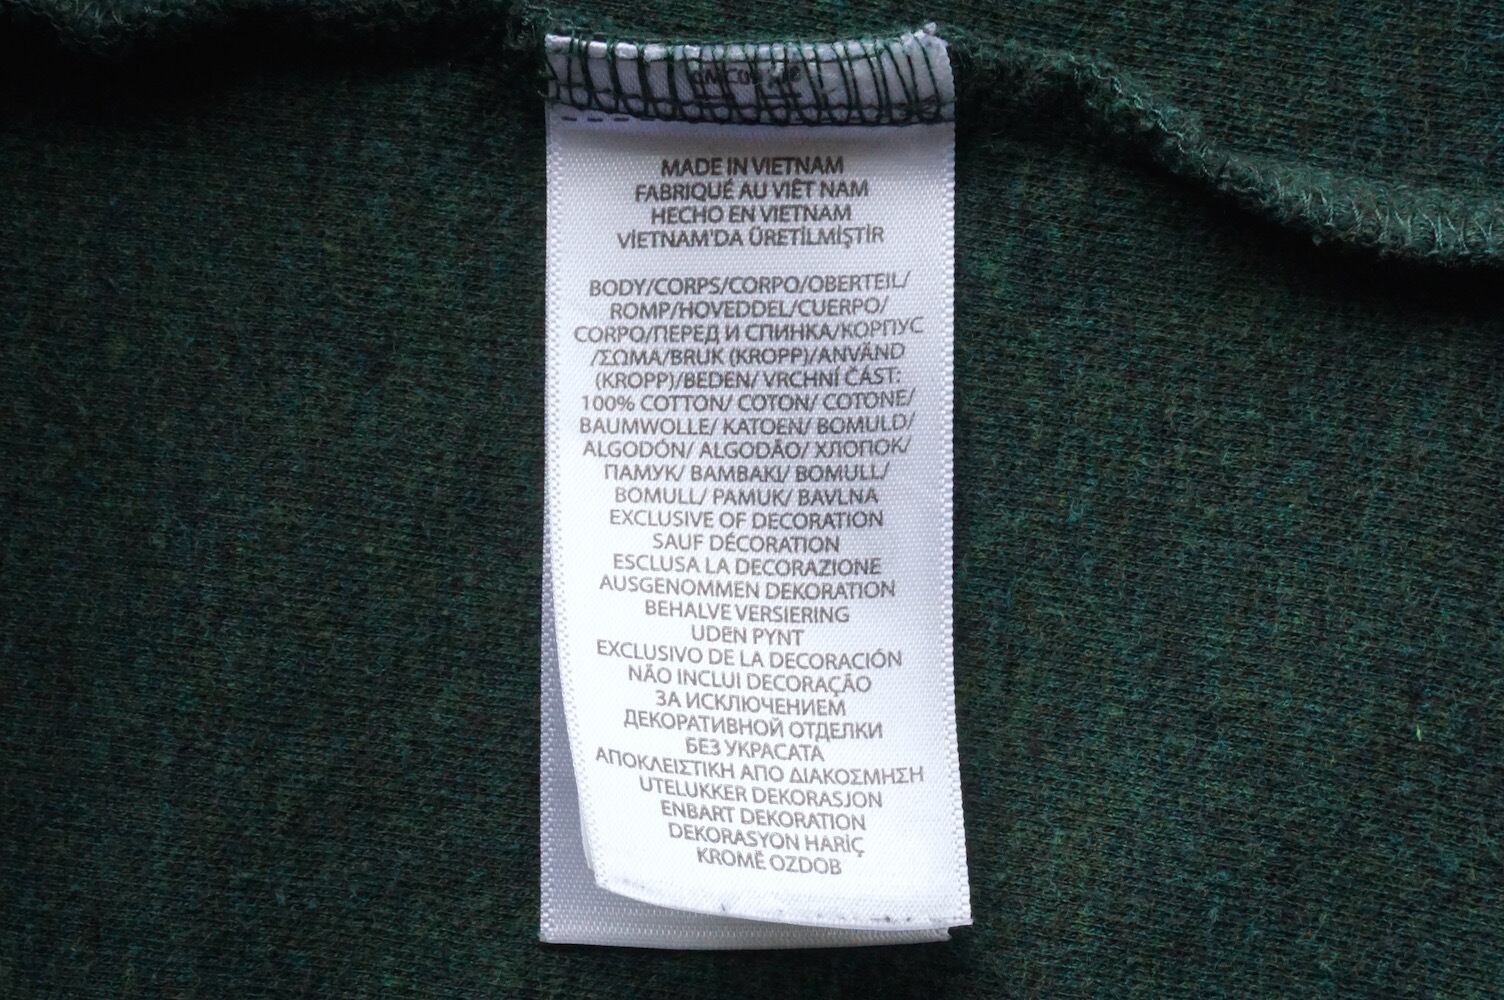 MADE IN VIETNAM
FABRIQUÉ AU VIÊT NAM
HECHO EN VIETNAM
VİETNAM'DA ÜRETİLMİŞTİR
BODY/CORPS/CORPO/OBERTEIL/
ROMP/HOVEDDEL/CUERPO/
CORPO/ПЕРЕД И СПИНКА/КОРПУС
/ΣΩΜΑ/BRUK (KROPP)/ANVÄND
(KROPP)/BEDEN/ VRCHNÍ ČÁST:
100% COTTON/ COTON/ COTONE/
BAUMWOLLE/ KATOEN/ BOMULD/
ALGODÓN/ ALGODÃO/ ХЛОПОК/
ПАМУК/ ΒΑΜΒΑΚΙ/ BOMULL/
BOMULL/ PAMUK/ BAVLNA
EXCLUSIVE OF DECORATION
SAUF DÉCORATION
ESCLUSA LA DECORAZIONE
AUSGENOMMEN DEKORATION
BEHALVE VERSIERING
UDEN PYNT
EXCLUSIVO DE LA DECORACIÓN
NÃO INCLUI DECORAÇÃO
ЗА ИСКЛЮЧЕНИЕМ
ДЕКОРАТИВНОЙ ОТДЕЛКИ
БЕЗ УКРАСАТА
ΑΠΟΚΛΕΙΣΤΙΚΗ ΑΠΟ ΔΙΑΚΟΣΜΗΣΗ
UTELUKKER DEKORASJON
ENBART DEKORATION
DEKORASYON HARİÇ
KROMĚ OZDOB